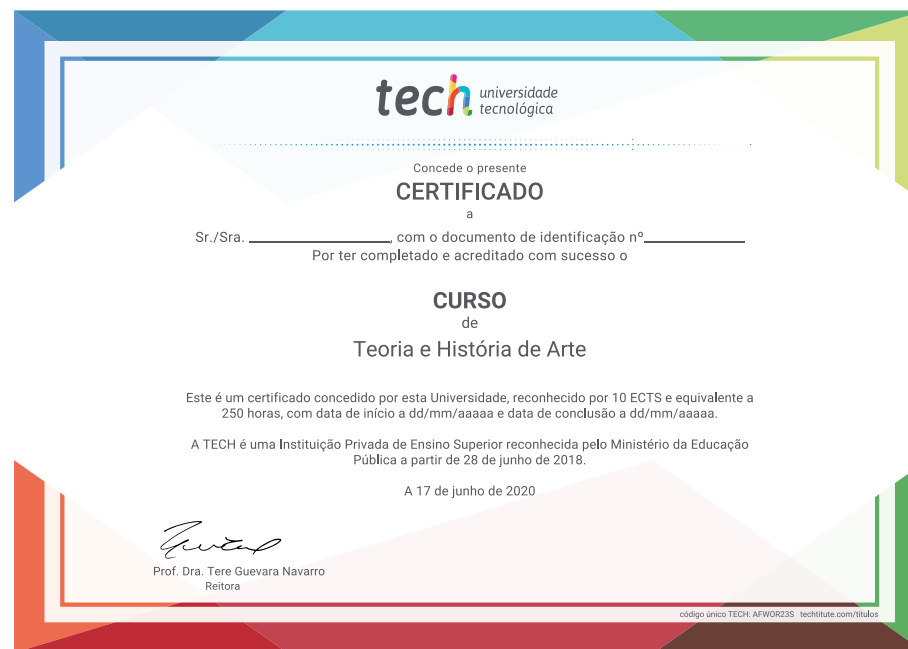 tech universidade
tecnológica
Concede o presente
CERTIFICADO
a
Sr./Sra. ________________, com o documento de identificação nº____________
Por ter completado e acreditado com sucesso o
CURSO
de
Teoria e História de Arte
Este é um certificado concedido por esta Universidade, reconhecido por 10 ECTS e equivalente a
250 horas, com data de início a dd/mm/aaaaa e data de conclusão a dd/mm/aaaaa.
A TECH é uma Instituição Privada de Ensino Superior reconhecida pelo Ministério da Educação
Pública a partir de 28 de junho de 2018.
A 17 de junho de 2020
Prof. Dra. Tere Guevara Navarro
Reitora
código único TECH: AFWOR23S techtitute.com/titulos